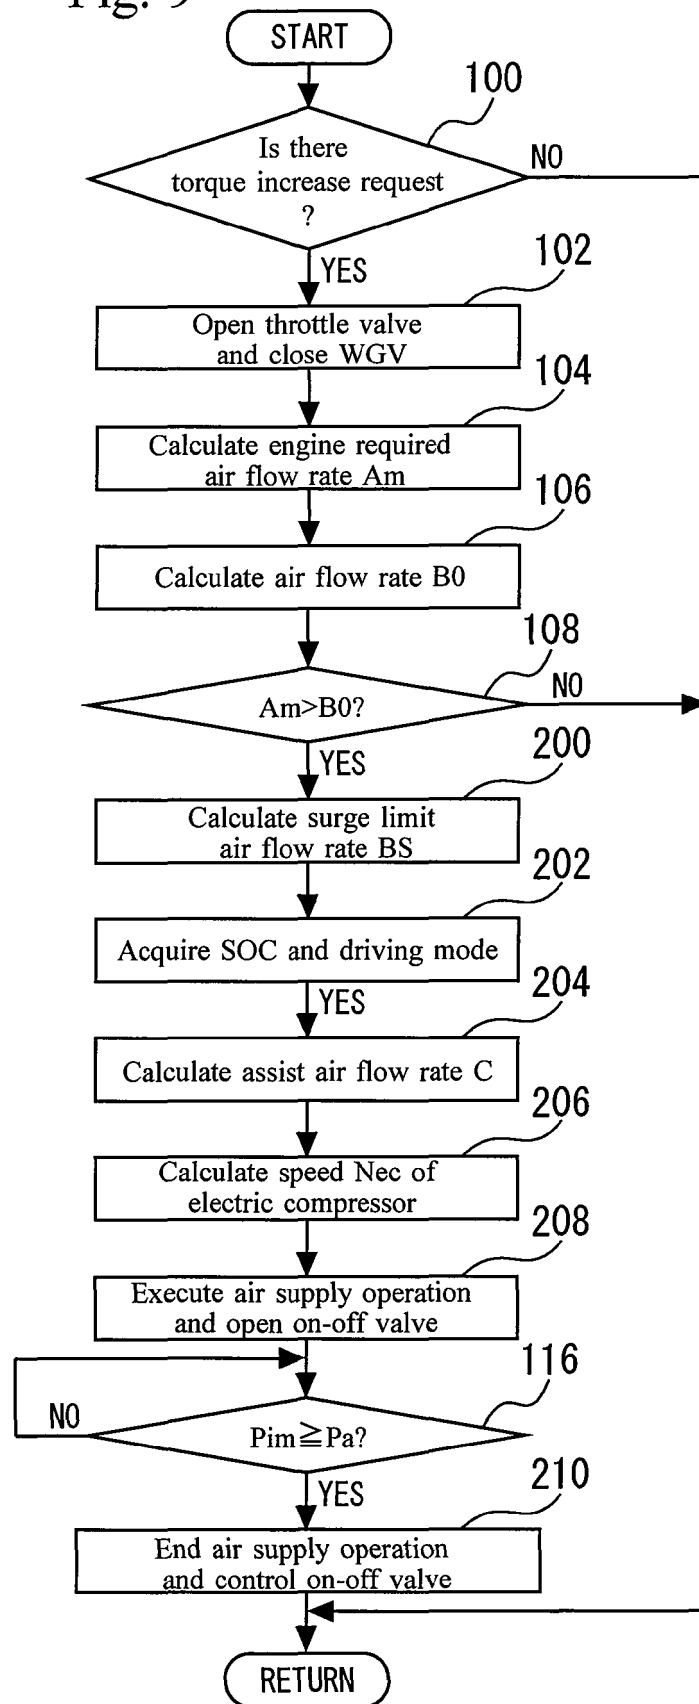 START
100
Is there
torque increase request
?
NO
YES
102
Open throttle valve
and close WGV
104
Calculate engine required
air flow rate Am
106
Calculate air flow rate B0
108
Am>B0?
NO
YES
200
Calculate surge limit
air flow rate BS
202
Acquire SOC and driving mode
YES
204
Calculate assist air flow rate C
206
Calculate speed Nec of
electric compressor
208
Execute air supply operation
and open on-off valve
116
NO
Pim≧Pa?
YES
210
End air supply operation
and control on-off valve
RETURN